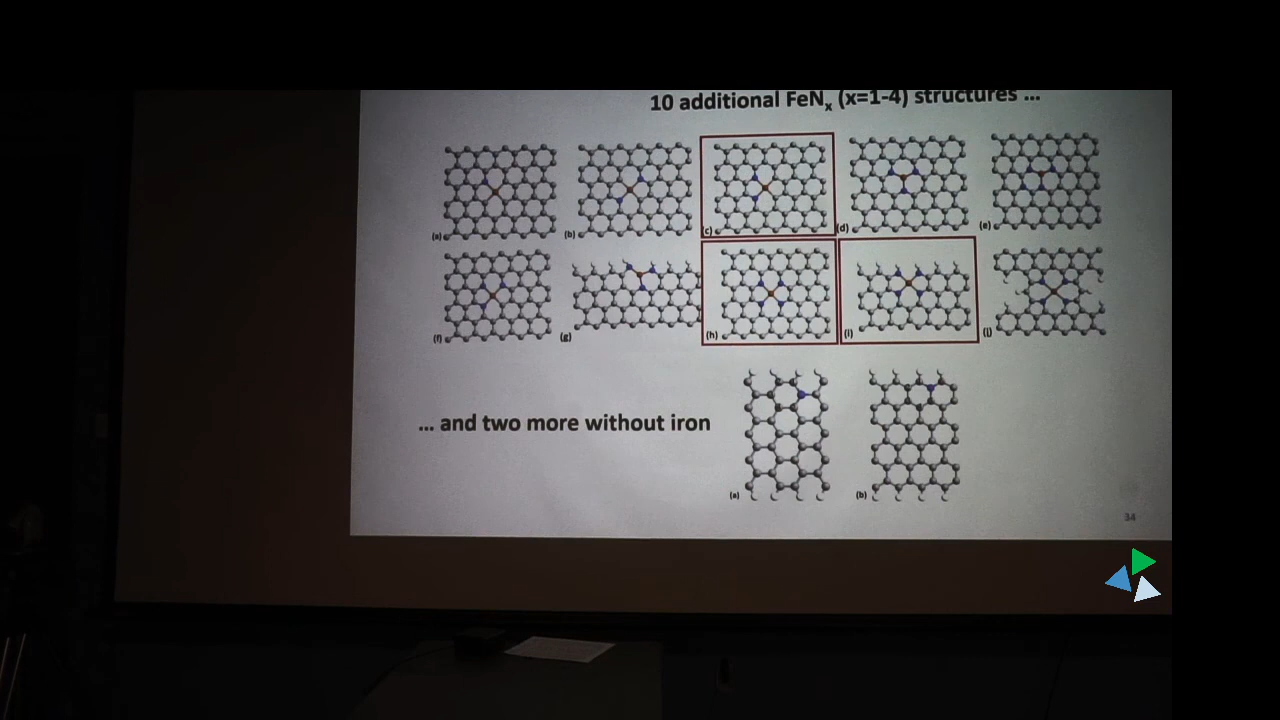 10 additional FeNx (x=1-4) structures ...
(a) (b) (c) (d) (e)
(f) (g) (h) (i) (j)
... and two more without iron
(a) (b)
34